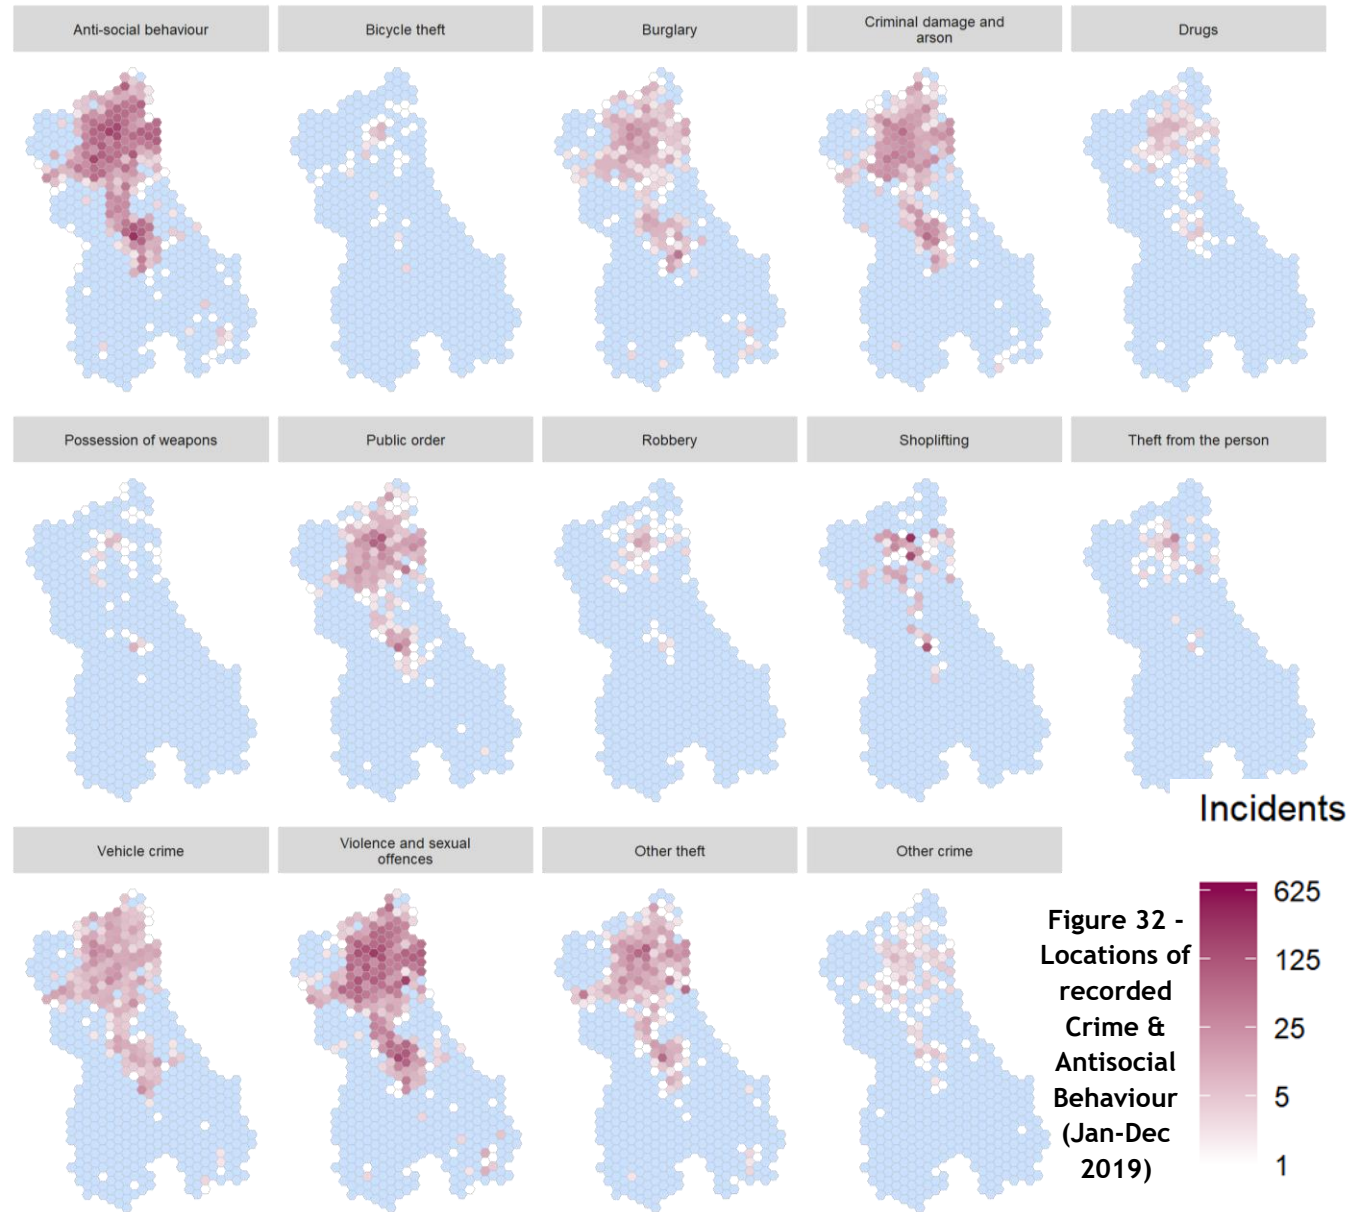 Anti-social behaviour
Bicycle theft
Burglary
Criminal damage and
arson
Drugs
Possession of weapons
Public order
Robbery
Shoplifting
Theft from the person
Vehicle crime
Violence and sexual
offences
Other theft
Other crime
Incidents
625
125
25
5
1
Figure 32 -
Locations of
recorded
Crime &
Antisocial
Behaviour
(Jan-Dec
2019)